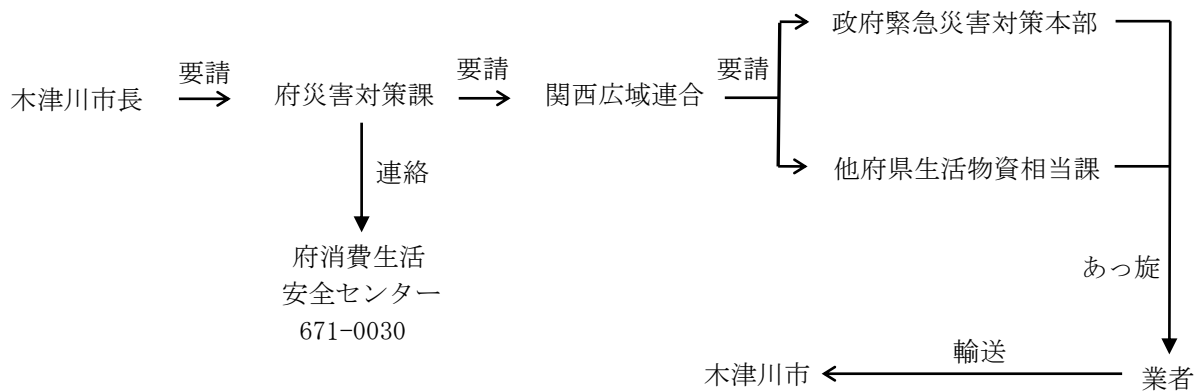 政府緊急災害対策本部
要請
要請
要請
木津川市長
府災害対策課
関西広域連合
連絡
他府県生活物資相当課
府消費生活
安全センター
671-0030
あっ旋
輸送
木津川市
業者